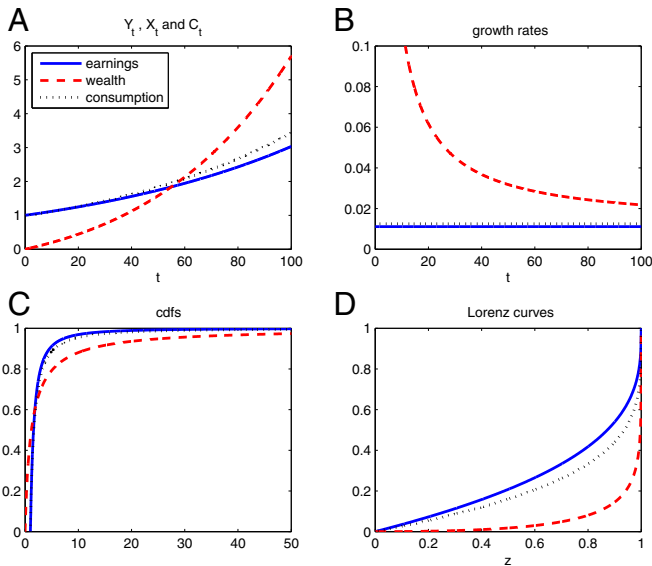 A
Y_t , X_t and C_t
6
5
4
3
2
1
0
earnings
wealth
consumption
0 20 40 60 80 100
t
B
growth rates
0.1
0.08
0.06
0.04
0.02
0
0 20 40 60 80 100
t
C
cdfs
1
0.8
0.6
0.4
0.2
0
0 10 20 30 40 50
D
Lorenz curves
1
0.8
0.6
0.4
0.2
0
0 0.2 0.4 0.6 0.8 1
z